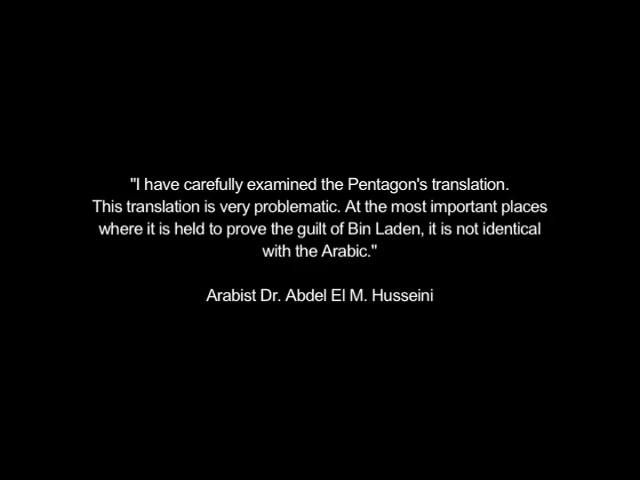 "I have carefully examined the Pentagon's translation.
This translation is very problematic. At the most important places
where it is held to prove the guilt of Bin Laden, it is not identical
with the Arabic."
Arabist Dr. Abdel El M. Husseini